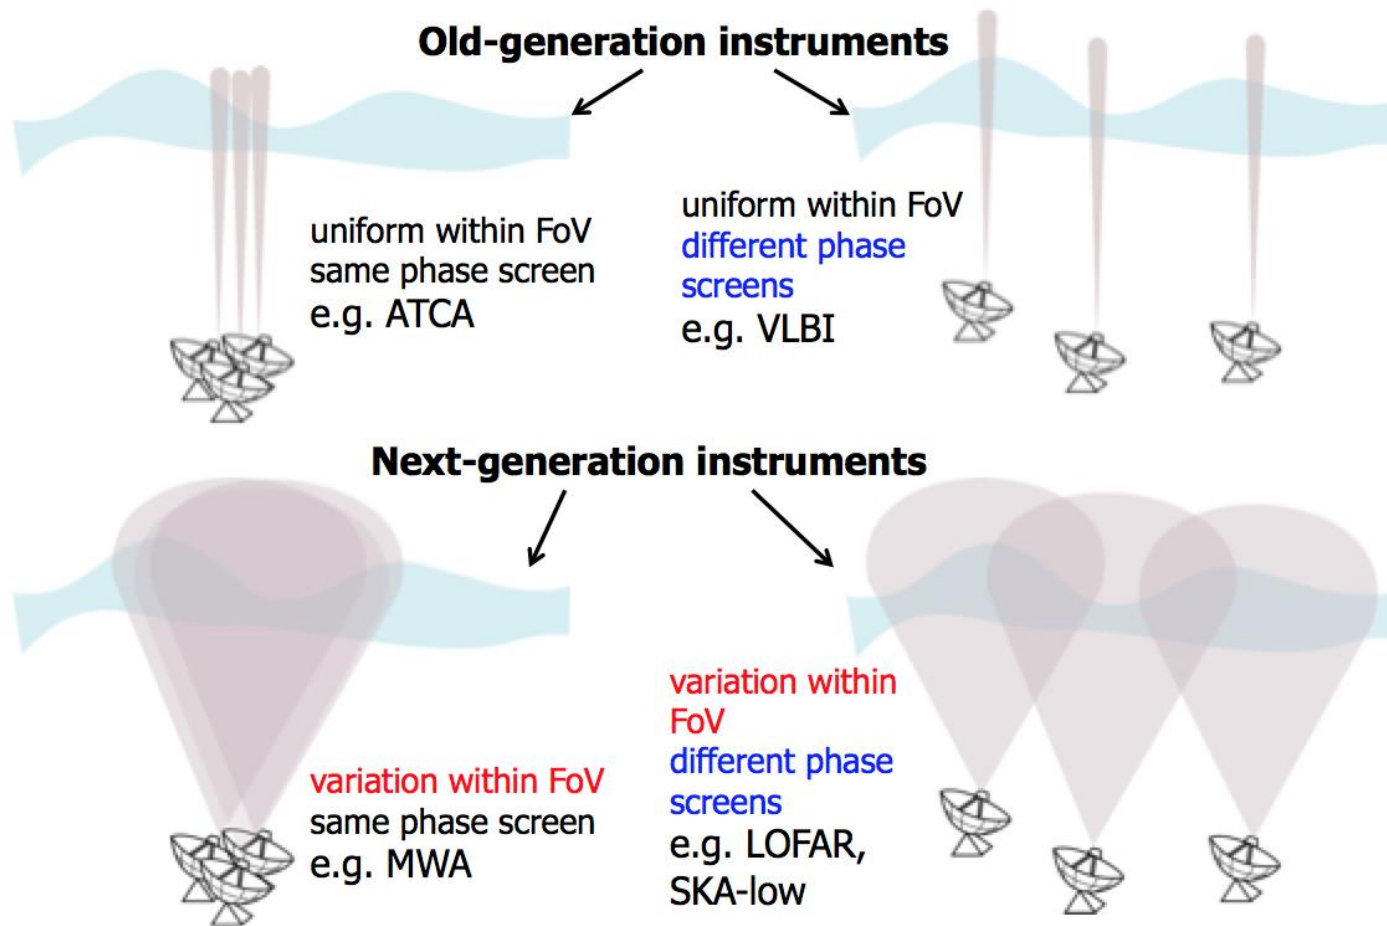 Old-generation instruments
uniform within FoV
same phase screen
e.g. ATCA
uniform within FoV
different phase
screens
e.g. VLBI
Next-generation instruments
variation within FoV
same phase screen
e.g. MWA
variation within
FoV
different phase
screens
e.g. LOFAR,
SKA-low